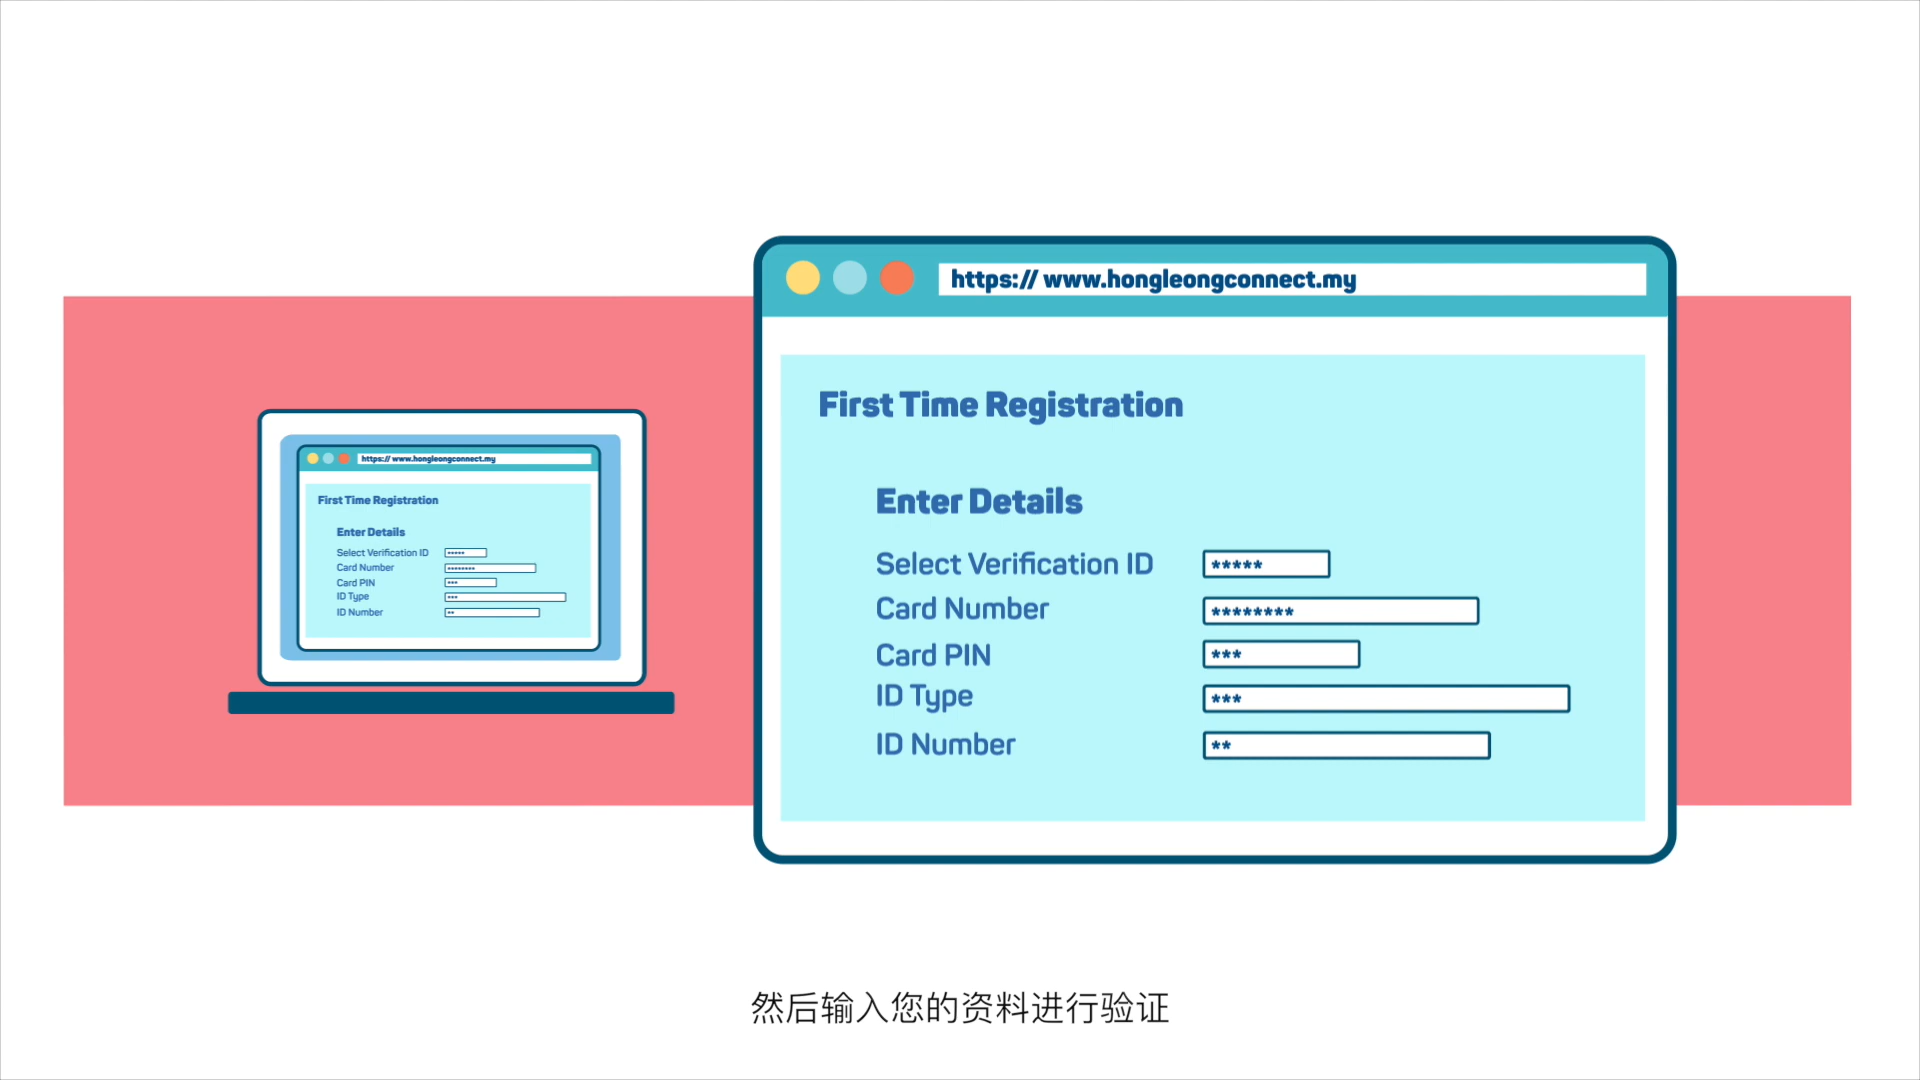 https:// www.hongleongconnect.my
First Time Registration
Enter Details
Select Verification ID *****
Card Number ********
Card PIN ***
ID Type ***
ID Number **
https:// www.hongleongconnect.my
First Time Registration
Enter Details
Select Verification ID *****
Card Number ********
Card PIN ***
ID Type ***
ID Number **
然后输入您的资料进行验证